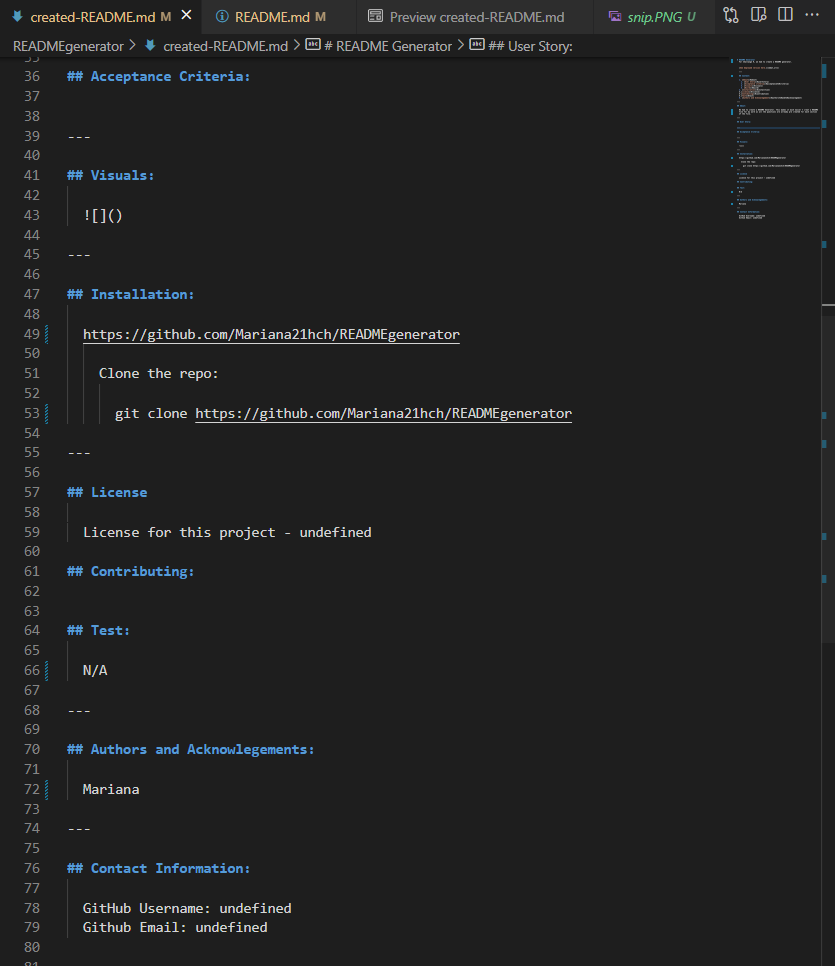 created-README.md M
README.md M
Preview created-README.md
snip.PNG U
READMEgenerator > created-README.md > # README Generator > ## User Story:
36 ## Acceptance Criteria:
37
38
39 ---
40
41 ## Visuals:
42
43 ![]()
44
45 ---
46
47 ## Installation:
48
49 https://github.com/Mariana21hch/READMEgenerator
50
51 Clone the repo:
52
53 git clone https://github.com/Mariana21hch/READMEgenerator
54
55 ---
56
57 ## License
58
59 License for this project - undefined
60
61 ## Contributing:
62
63
64 ## Test:
65
66 N/A
67
68 ---
69
70 ## Authors and Acknowlegements:
71
72 Mariana
73
74 ---
75
76 ## Contact Information:
77
78 GitHub Username: undefined
79 Github Email: undefined
80